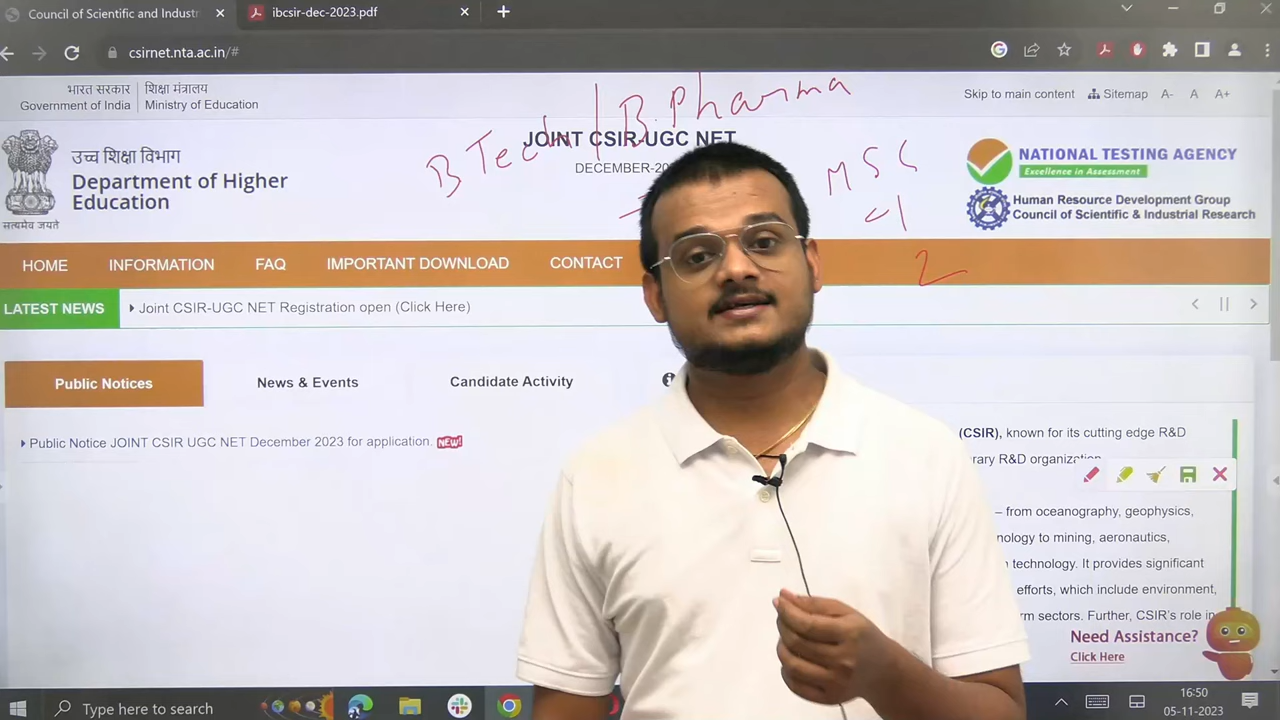 Council of Scientific and Industr
ibcsir-dec-2023.pdf
csirnet.nta.ac.in/#
भारत सरकार
Government of India
शिक्षा मंत्रालय
Ministry of Education
Skip to main content
Sitemap
A- A A+
B Tech / B.Pharma
JOINT CSIR-UGC NET
उच्च शिक्षा विभाग
Department of Higher
Education
सत्यमेव जयते
MSC
2
NATIONAL TESTING AGENCY
Excellence in Assessment
Human Resource Development Group
Council of Scientific & Industrial Research
HOME INFORMATION FAQ IMPORTANT DOWNLOAD CONTACT
LATEST NEWS
Joint CSIR-UGC NET Registration open (Click Here)
Public Notices
News & Events
Candidate Activity
Public Notice JOINT CSIR UGC NET December 2023 for application. NEW!
(CSIR), known for its cutting edge R&D
rary R&D organization
– from oceanography, geophysics,
nology to mining, aeronautics,
technology. It provides significant
efforts, which include environment,
rm sectors. Further, CSIR's role in
Need Assistance?
Click Here
Type here to search
16:50
05-11-2023